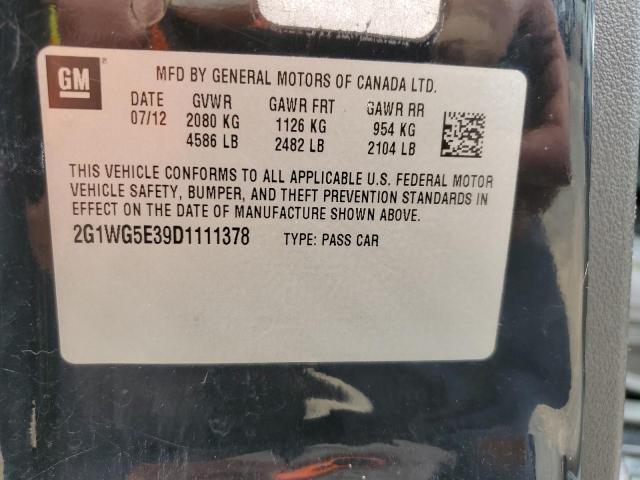 GM
MFD BY GENERAL MOTORS OF CANADA LTD.
DATE GVWR GAWR FRT GAWR RR
07/12 2080 KG 1126 KG 954 KG
4586 LB 2482 LB 2104 LB
THIS VEHICLE CONFORMS TO ALL APPLICABLE U.S. FEDERAL MOTOR
VEHICLE SAFETY, BUMPER, AND THEFT PREVENTION STANDARDS IN
EFFECT ON THE DATE OF MANUFACTURE SHOWN ABOVE.
2G1WG5E39D1111378 TYPE: PASS CAR